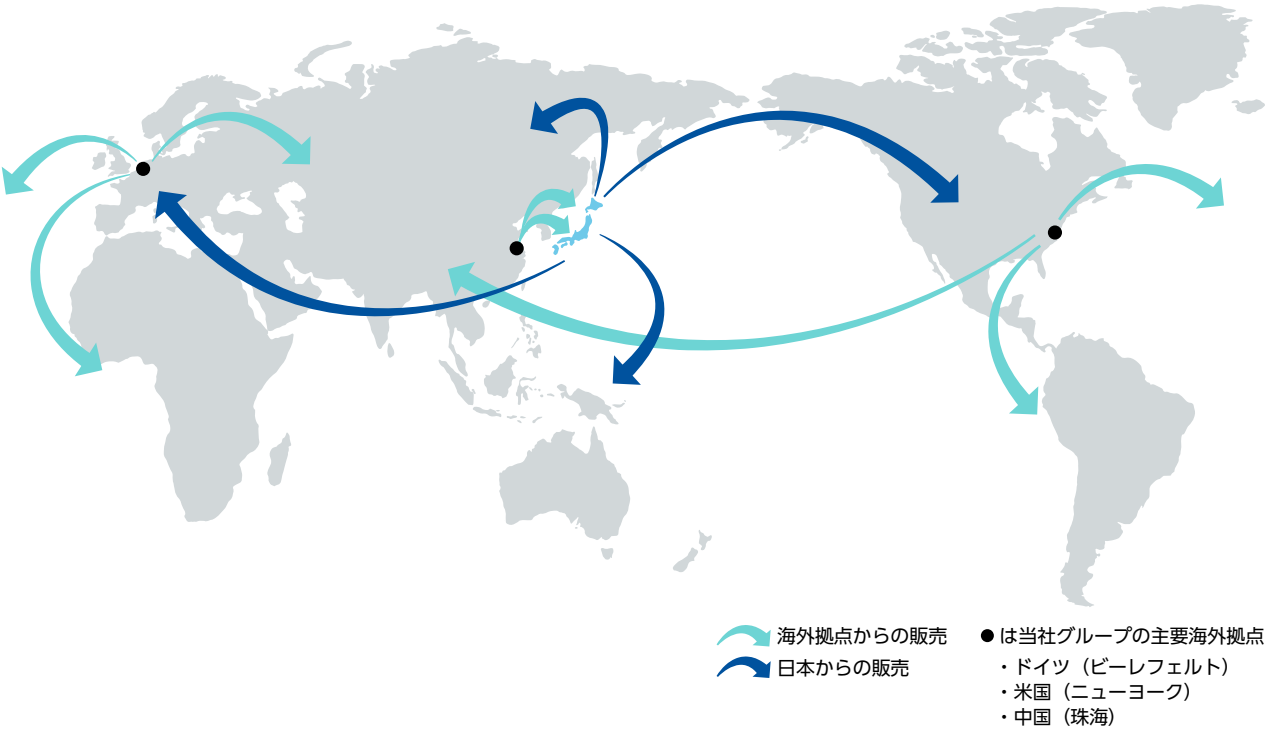 海外拠点からの販売
日本からの販売
●は当社グループの主要海外拠点
・ドイツ（ビーレフェルト）
・米国（ニューヨーク）
・中国（珠海）